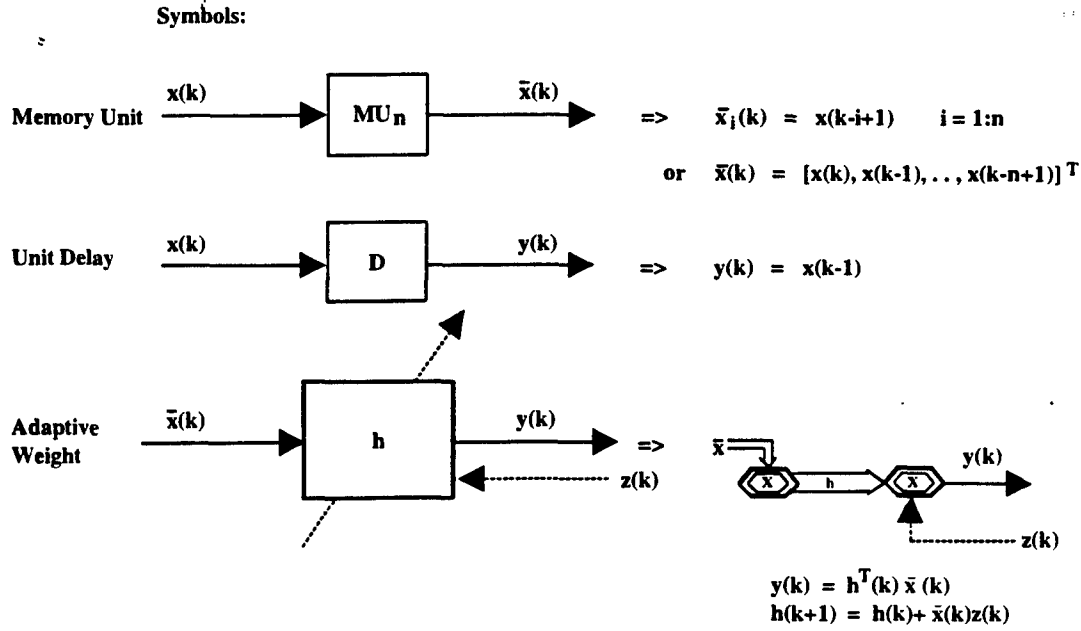 Symbols:
Memory Unit x(k) MUn x̄(k) => x̄i(k) = x(k-i+1) i = 1:n
or x̄(k) = [x(k), x(k-1), . . , x(k-n+1)] T
Unit Delay x(k) D y(k) => y(k) = x(k-1)
Adaptive Weight x̄(k) h y(k) => x̄ X h X y(k)
z(k) z(k)
y(k) = hT(k) x̄ (k)
h(k+1) = h(k)+ x̄(k)z(k)